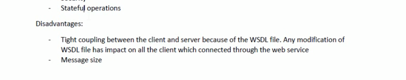 - Stateful operations
Disadvantages:
- Tight coupling between the client and server because of the WSDL file. Any modification of
WSDL file has impact on all the client which connected through the web service
- Message size